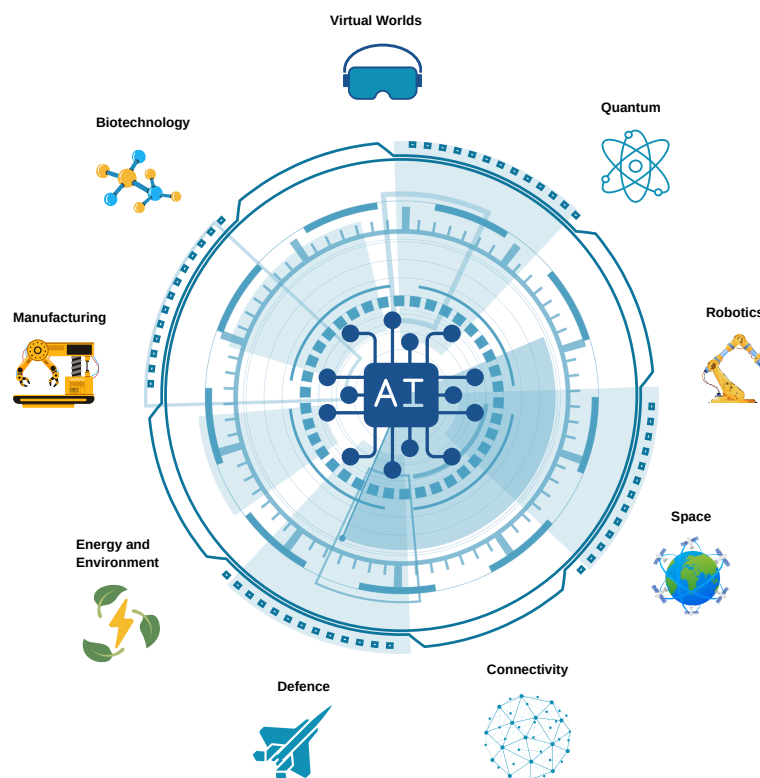 Virtual Worlds
Quantum
Biotechnology
Robotics
Manufacturing
AI
Space
Energy and
Environment
Connectivity
Defence